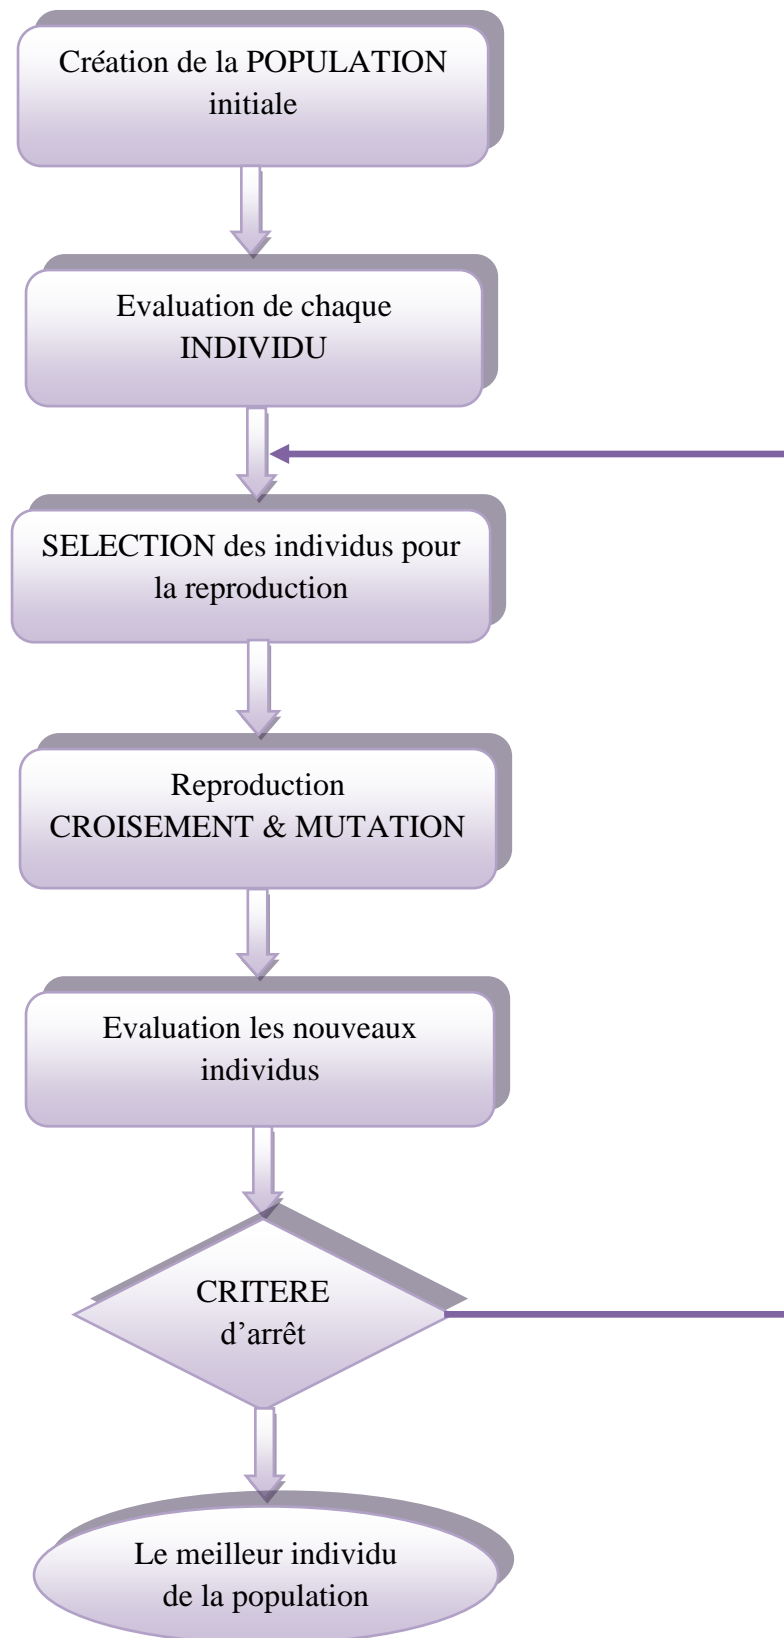 Création de la POPULATION
initiale
Evaluation de chaque
INDIVIDU
SELECTION des individus pour
la reproduction
Reproduction
CROISEMENT & MUTATION
Evaluation les nouveaux
individus
CRITERE
d’arrêt
Le meilleur individu
de la population